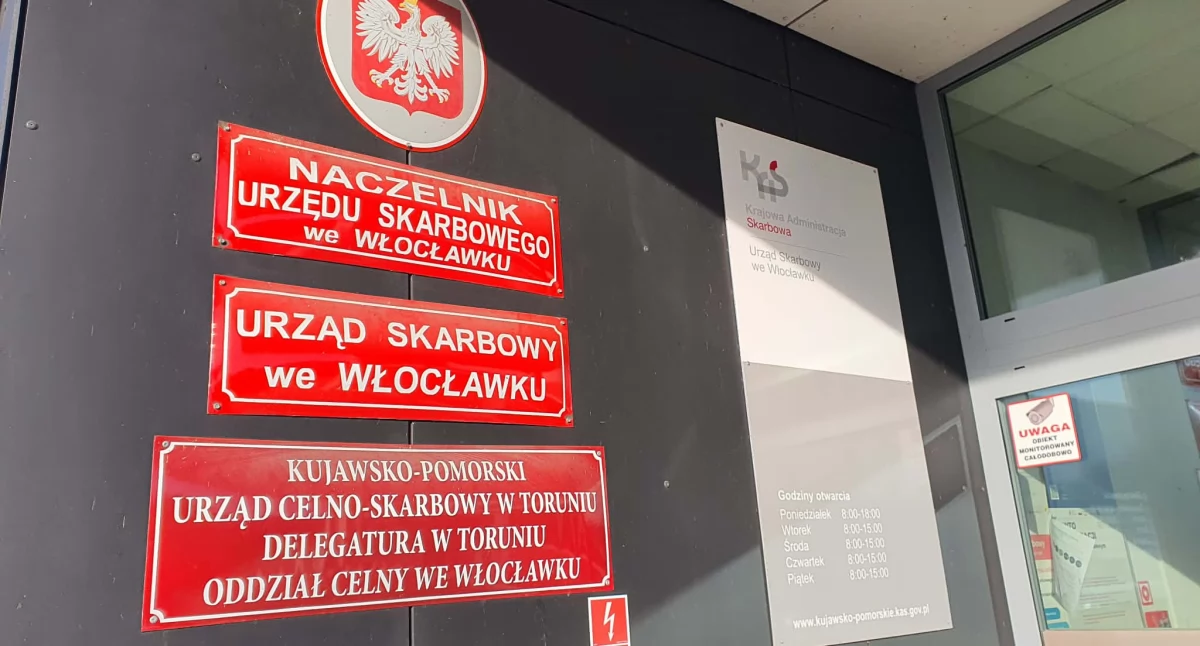 NACZELNIK
URZĘDU SKARBOWEGO
we WŁOCŁAWKU
URZĄD SKARBOWY
we WŁOCŁAWKU
KUJAWSKO-POMORSKI
URZĄD CELNO-SKARBOWY W TORUNIU
DELEGATURA W TORUNIU
ODDZIAŁ CELNY WE WŁOCŁAWKU
KAS
Krajowa Administracja
Skarbowa
Urząd Skarbowy
we Włocławku
Godziny otwarcia
Poniedziałek 8:00-18:00
Wtorek 8:00-15:00
Środa 8:00-15:00
Czwartek 8:00-15:00
Piątek 8:00-15:00
www.kujawsko-pomorskie.kas.gov.pl
UWAGA
OBIEKT
MONITOROWANY
CAŁODOBOWO